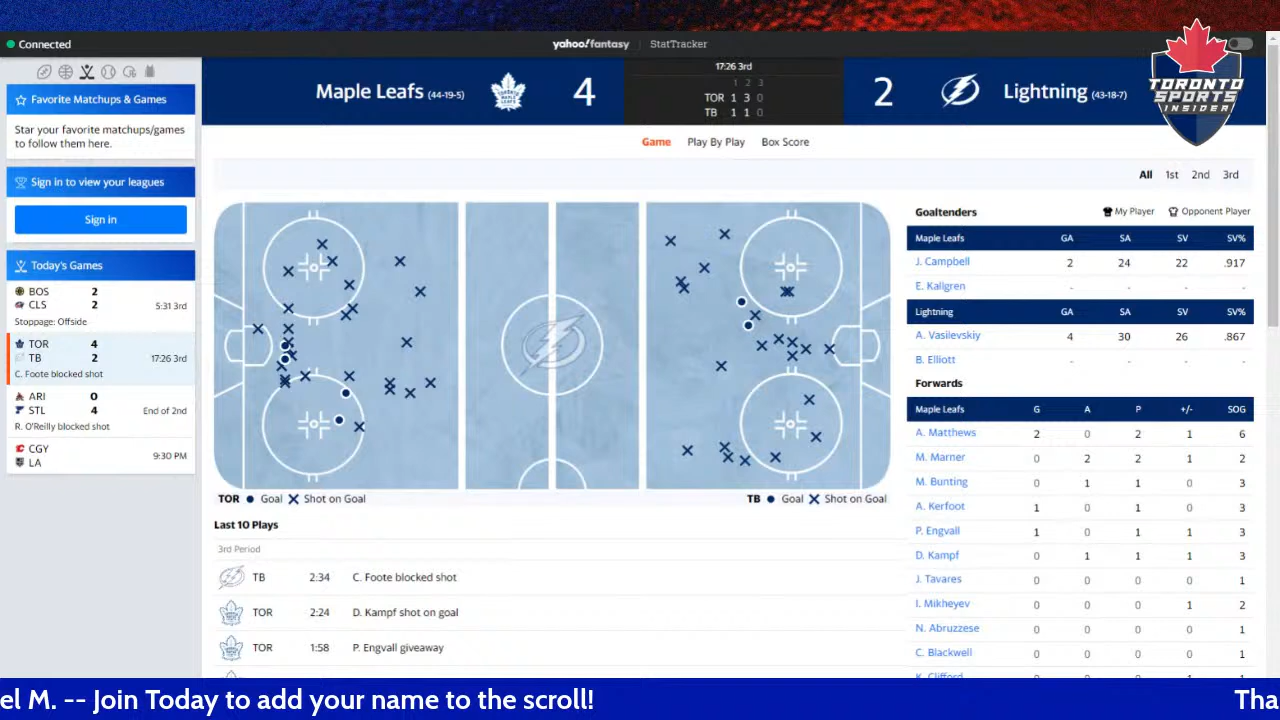 Connected
yahoo!fantasy StatTracker
TORONTO
SPORTS
INSIDER
Favorite Matchups & Games
Star your favorite matchups/games
to follow them here.
Sign in to view your leagues
Sign in
Today's Games
BOS 2
CLS 2 5:31 3rd
Stoppage: Offside
TOR 4
TB 2 17:26 3rd
C. Foote blocked shot
ARI 0
STL 4 End of 2nd
R. O'Reilly blocked shot
CGY
LA 9:30 PM
Maple Leafs (44-19-5) 4
17:26 3rd
1 2 3
TOR 1 3 0
TB 1 1 0
2 Lightning (43-18-7)
Game Play By Play Box Score
All 1st 2nd 3rd
TOR Goal Shot on Goal
TB Goal Shot on Goal
Last 10 Plays
3rd Period
TB 2:34 C. Foote blocked shot
TOR 2:24 D. Kampf shot on goal
TOR 1:58 P. Engvall giveaway
Goaltenders My Player Opponent Player
Maple Leafs GA SA SV SV%
J. Campbell 2 24 22 .917
E. Kallgren - - - -
Lightning GA SA SV SV%
A. Vasilevskiy 4 30 26 .867
B. Elliott - - - -
Forwards
Maple Leafs G A P +/- SOG
A. Matthews 2 0 2 1 6
M. Marner 0 2 2 1 2
M. Bunting 0 1 1 0 3
A. Kerfoot 1 0 1 0 3
P. Engvall 1 0 1 1 3
D. Kampf 0 1 1 1 3
J. Tavares 0 0 0 0 1
I. Mikheyev 0 0 0 1 2
N. Abruzzese 0 0 0 0 1
C. Blackwell 0 0 0 0 1
K. Clifford 0 0 0 1 1
el M. -- Join Today to add your name to the scroll! Tha